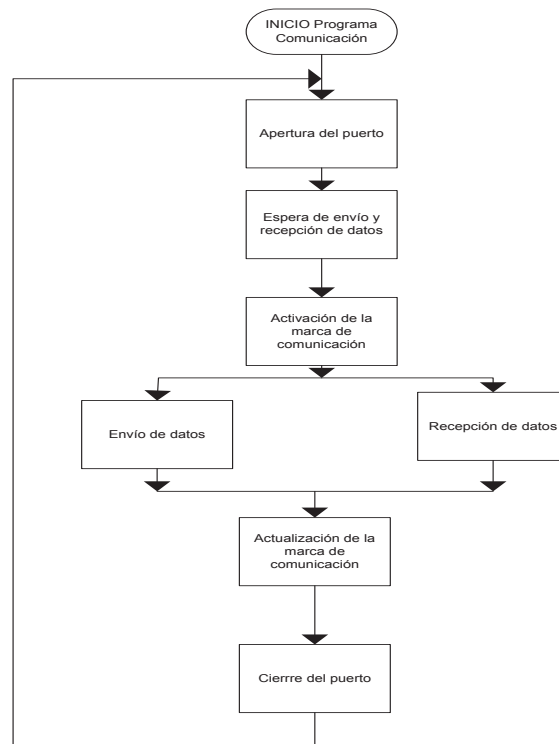 INICIO Programa
Comunicación
Apertura del puerto
Espera de envío y
recepción de datos
Activación de la
marca de
comunicación
Envío de datos
Recepción de datos
Actualización de la
marca de
comunicación
Cierrre del puerto